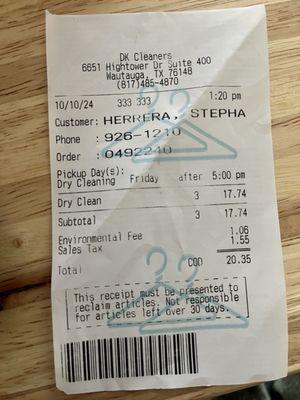 DK Cleaners
6651 Hightower Dr Suite 400
Wautauga, TX 76148
(817)485-4870
10/10/24 333 333 1:20 pm
Customer: HERRERA, STEPHA
Phone : 926-1210
Order : 0492240
Pickup Day(s):
Dry Cleaning Friday after 5:00 pm
Dry Clean 3 17.74
Subtotal 3 17.74
Environmental Fee 1.06
Sales Tax 1.55
Total COD 20.35
This receipt must be presented to
reclaim articles. Not responsible
for articles left over 30 days.